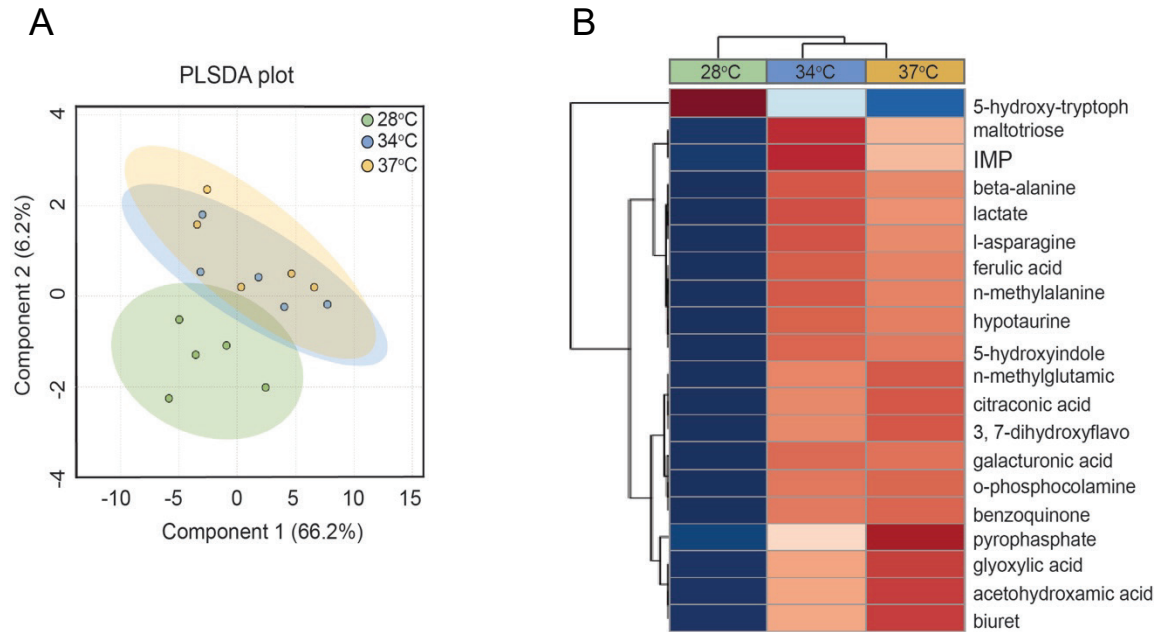 A
PLSDA plot
4
2
0
-2
-4
Component 2 (6.2%)
28°C
34°C
37°C
-10 -5 0 5 10 15
Component 1 (66.2%)
B
28°C 34°C 37°C
5-hydroxy-tryptoph
maltotriose
IMP
beta-alanine
lactate
l-asparagine
ferulic acid
n-methylalanine
hypotaurine
5-hydroxyindole
n-methylglutamic
citraconic acid
3, 7-dihydroxyflavo
galacturonic acid
o-phosphocolamine
benzoquinone
pyrophasphate
glyoxylic acid
acetohydroxamic acid
biuret